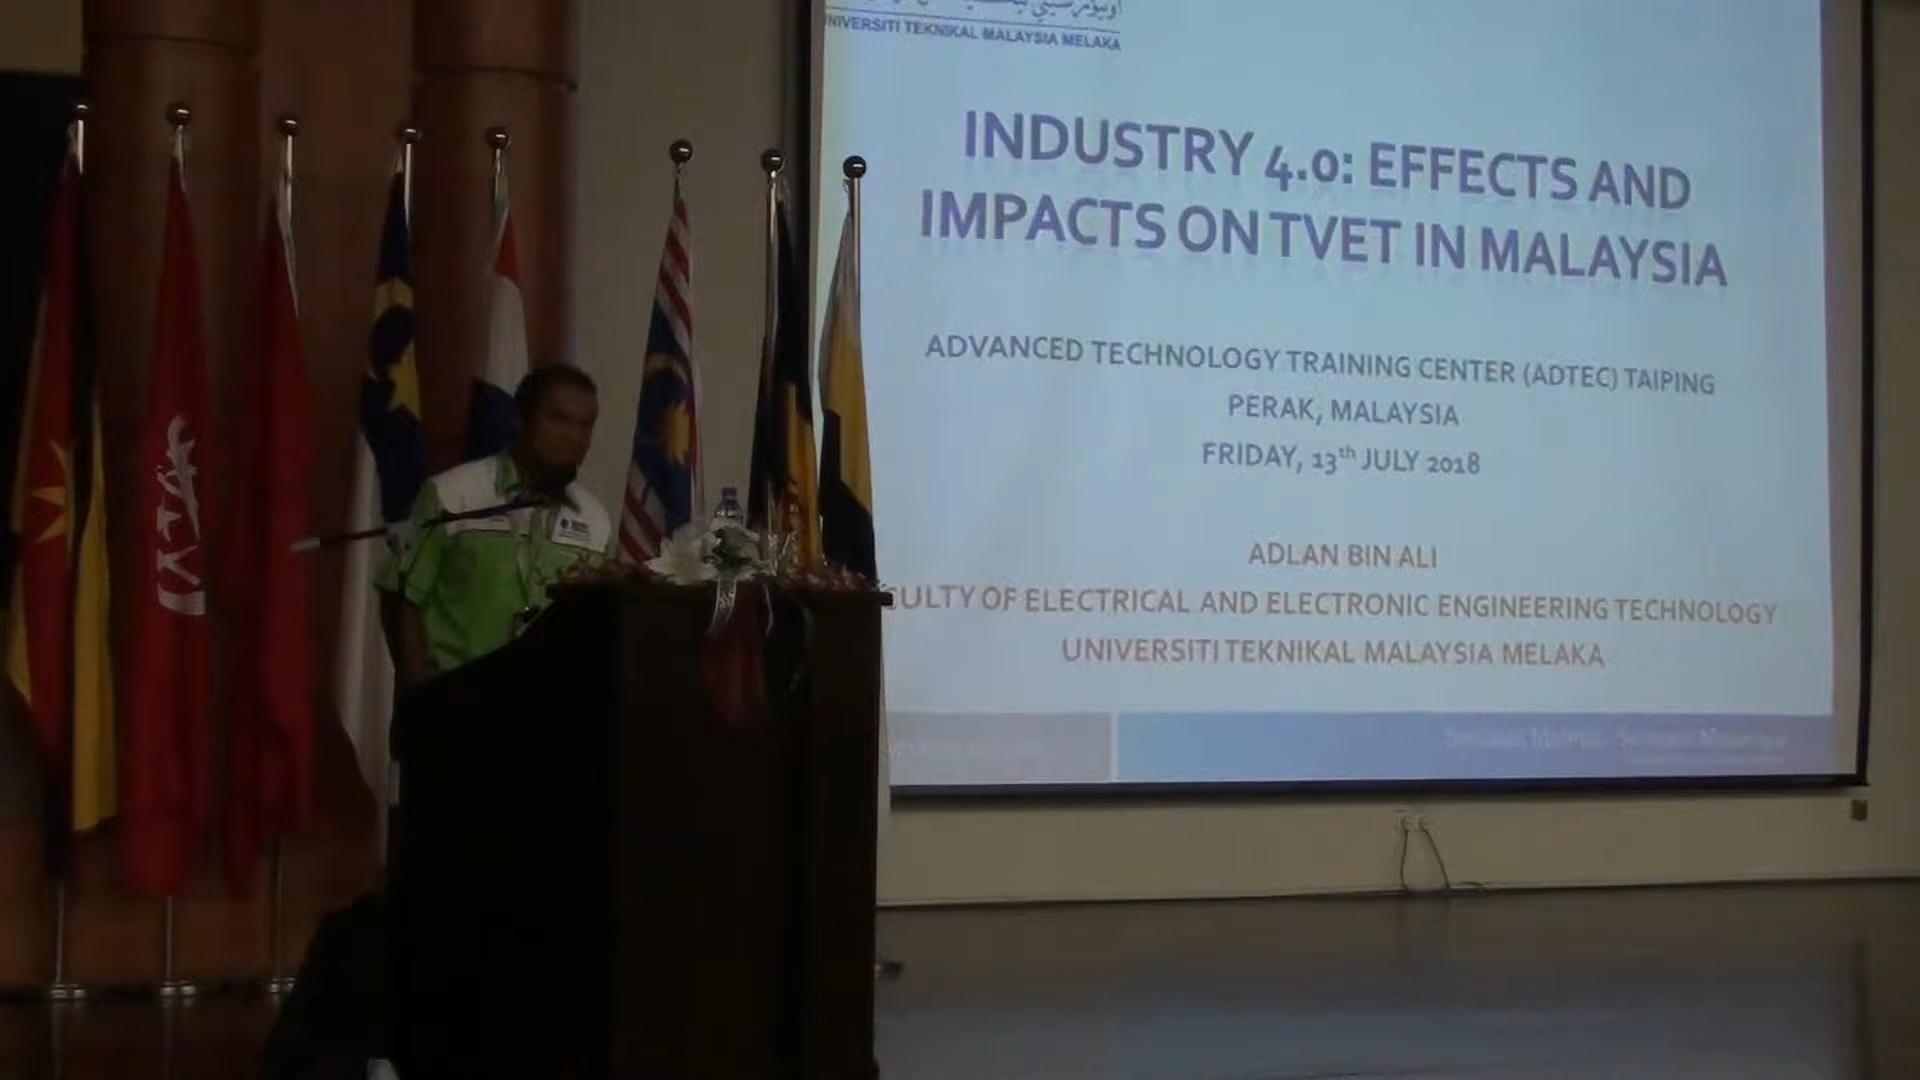 UNIVERSITI TEKNIKAL MALAYSIA MELAKA
INDUSTRY 4.0: EFFECTS AND
IMPACTS ON TVET IN MALAYSIA
ADVANCED TECHNOLOGY TRAINING CENTER (ADTEC) TAIPING
PERAK, MALAYSIA
FRIDAY, 13th JULY 2018
ADLAN BIN ALI
CULTY OF ELECTRICAL AND ELECTRONIC ENGINEERING TECHNOLOGY
UNIVERSITI TEKNIKAL MALAYSIA MELAKA